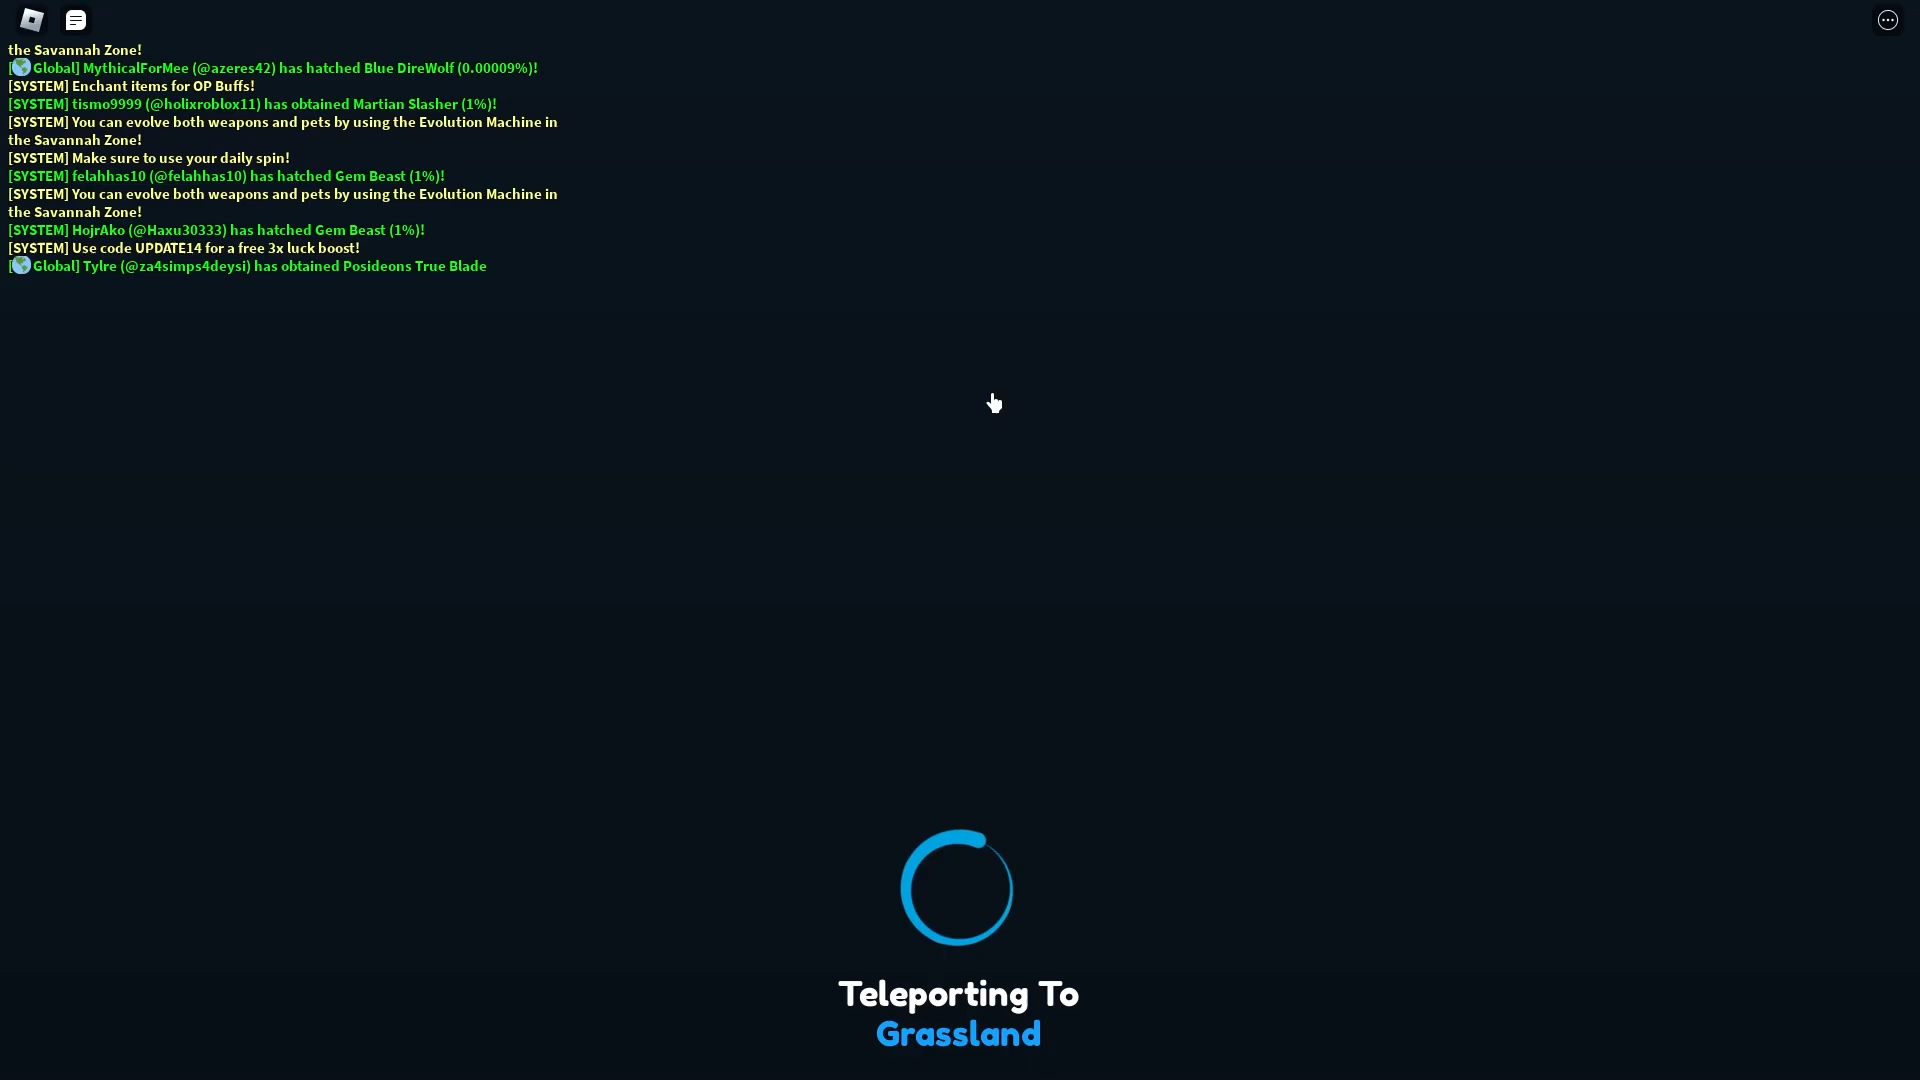 the Savannah Zone!
[Global] MythicalForMee (@azeres42) has hatched Blue DireWolf (0.00009%)!
[SYSTEM] Enchant items for OP Buffs!
[SYSTEM] tismo9999 (@holixroblox11) has obtained Martian Slasher (1%)!
[SYSTEM] You can evolve both weapons and pets by using the Evolution Machine in
the Savannah Zone!
[SYSTEM] Make sure to use your daily spin!
[SYSTEM] felahhas10 (@felahhas10) has hatched Gem Beast (1%)!
[SYSTEM] You can evolve both weapons and pets by using the Evolution Machine in
the Savannah Zone!
[SYSTEM] HojrAko (@Haxu30333) has hatched Gem Beast (1%)!
[SYSTEM] Use code UPDATE14 for a free 3x luck boost!
[Global] Tylre (@za4simps4deysi) has obtained Posideons True Blade
Teleporting To
Grassland